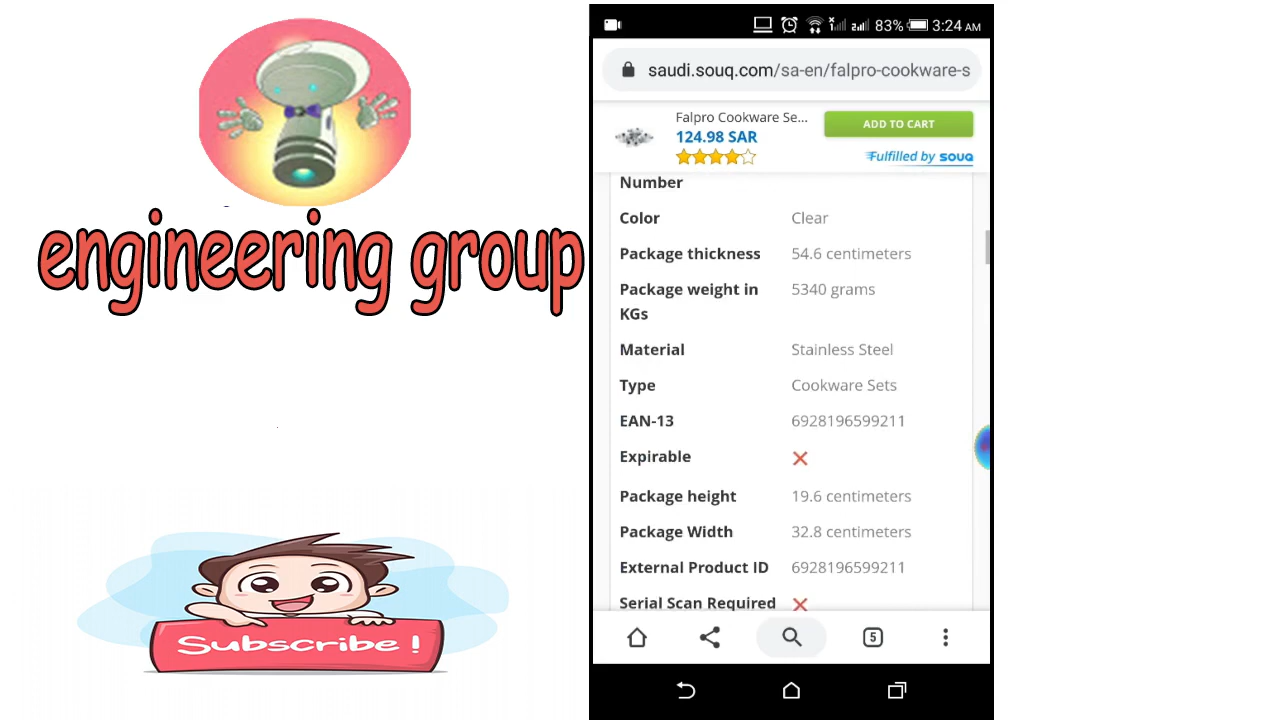 engineering group
Subscribe!
83% 3:24 AM
saudi.souq.com/sa-en/falpro-cookware-s
Falpro Cookware Se...
124.98 SAR
ADD TO CART
Fulfilled by souq
Number
Color Clear
Package thickness 54.6 centimeters
Package weight in KGs 5340 grams
Material Stainless Steel
Type Cookware Sets
EAN-13 6928196599211
Expirable
Package height 19.6 centimeters
Package Width 32.8 centimeters
External Product ID 6928196599211
Serial Scan Required
5